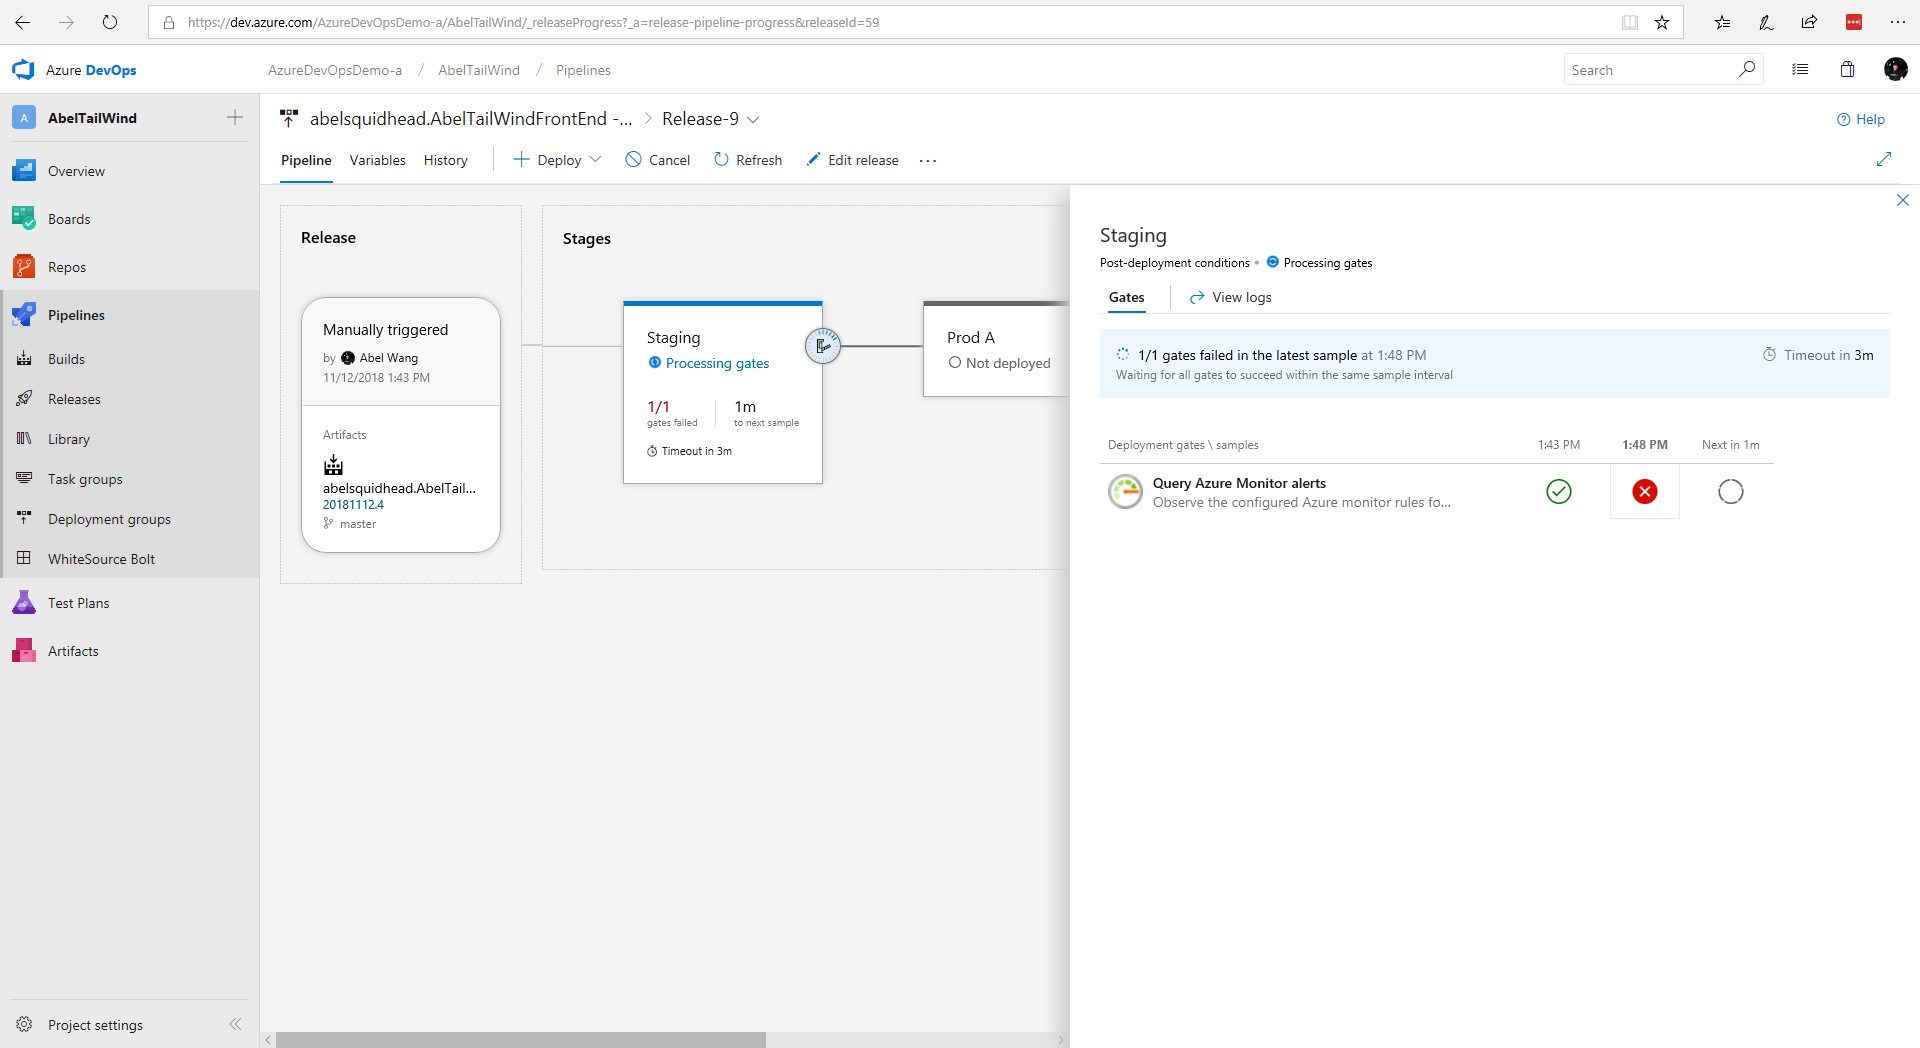 https://dev.azure.com/AzureDevOpsDemo-a/AbelTailWind/_releaseProgress?_a=release-pipeline-progress&releaseId=59
Azure DevOps
AzureDevOpsDemo-a / AbelTailWind / Pipelines
Search
A AbelTailWind
Overview
Boards
Repos
Pipelines
Builds
Releases
Library
Task groups
Deployment groups
WhiteSource Bolt
Test Plans
Artifacts
Project settings
abelsquidhead.AbelTailWindFrontEnd -... > Release-9
Help
Pipeline Variables History Deploy Cancel Refresh Edit release ...
Release
Manually triggered
by Abel Wang
11/12/2018 1:43 PM
Artifacts
abelsquidhead.AbelTail...
20181112.4
master
Stages
Staging
Processing gates
1/1
gates failed
1m
to next sample
Timeout in 3m
Prod A
Not deployed
Staging
Post-deployment conditions • Processing gates
Gates View logs
1/1 gates failed in the latest sample at 1:48 PM
Timeout in 3m
Waiting for all gates to succeed within the same sample interval
Deployment gates \ samples 1:43 PM 1:48 PM Next in 1m
Query Azure Monitor alerts
Observe the configured Azure monitor rules fo...